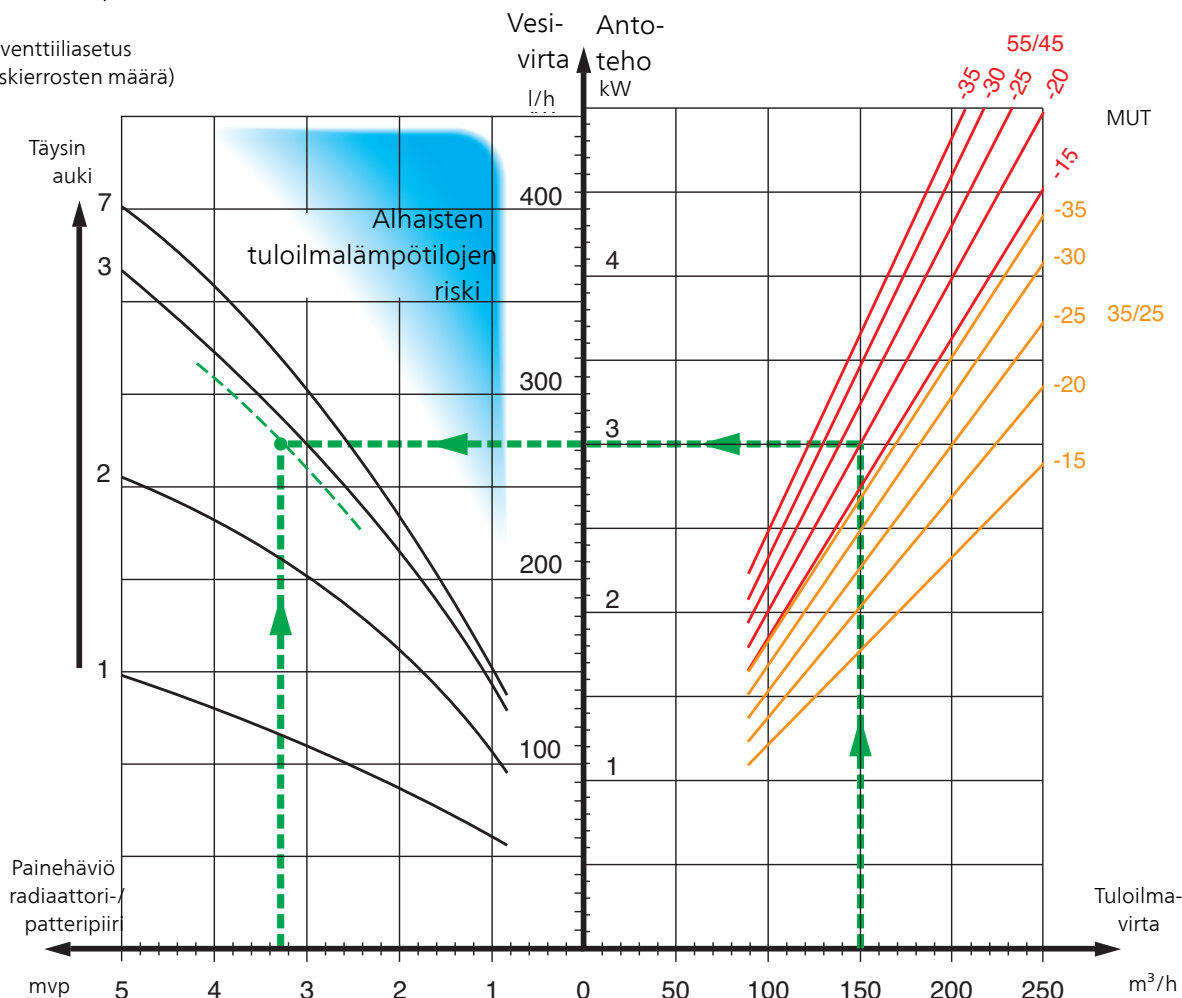 venttiiliasetus
skierrosten määrä)
Täysin
auki
7
3
2
1
Vesi-
virta
l/h
400
300
200
100
Anto-
teho
kW
4
3
2
1
Alhaisten
tuloilmalämpötilojen
riski
55/45
-35
-30
-25
-20
-15
MUT
-35
-30
-25
-20
-15
35/25
Painehäviö
radiaattori-/
patteripiiri
Tuloilma-
virta
mvp 5 4 3 2 1 0 50 100 150 200 250 m³/h